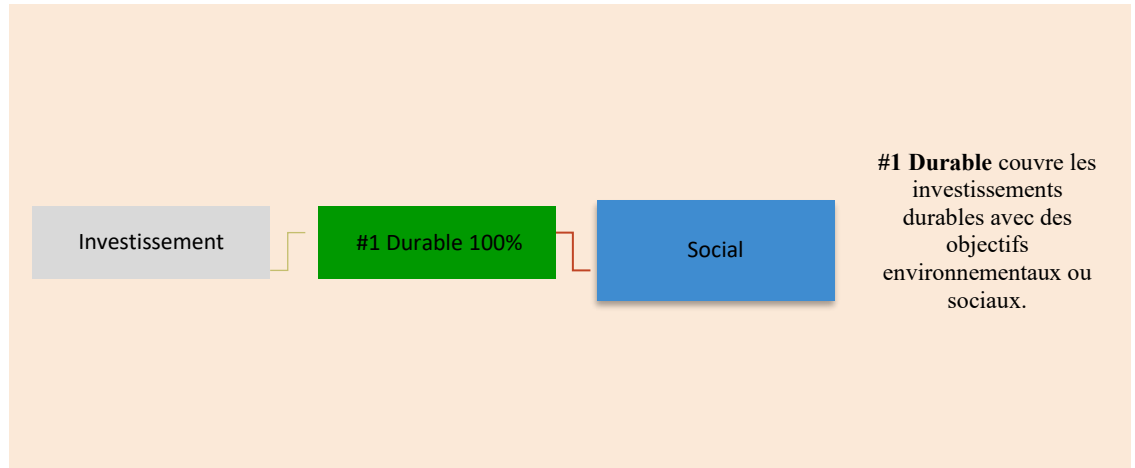 Investissement
#1 Durable 100%
Social
#1 Durable couvre les
investissements
durables avec des
objectifs
environnementaux ou
sociaux.